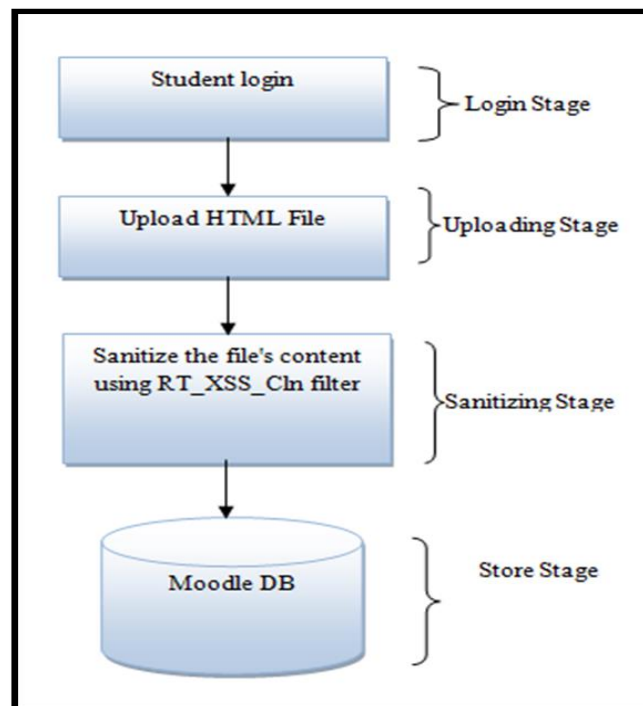 Student login
Login Stage
Upload HTML File
Uploading Stage
Sanitize the file's content
using RT_XSS_Cln filter
Sanitizing Stage
Moodle DB
Store Stage